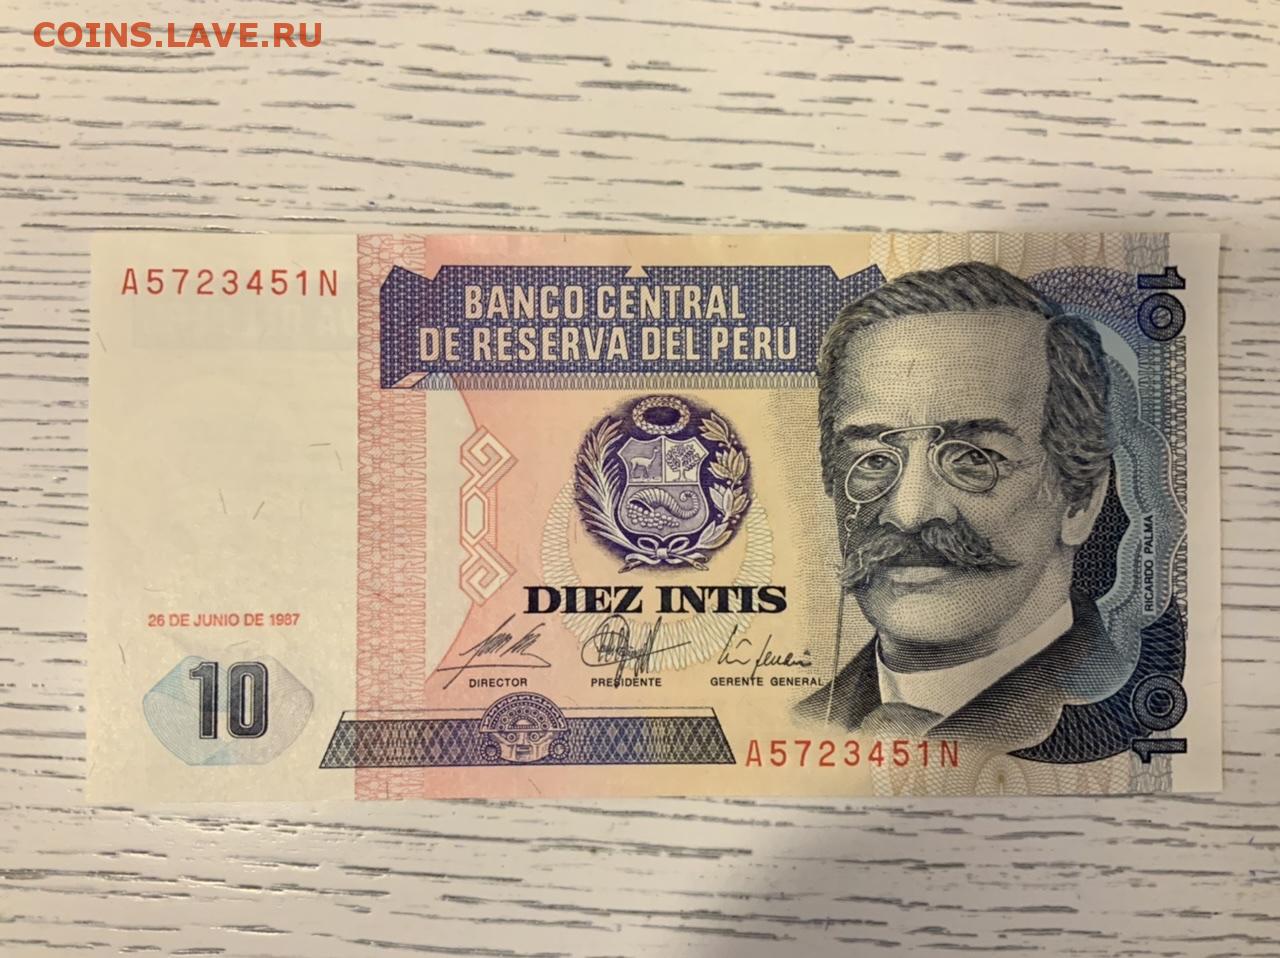 COINS.LAVE.RU
A5723451N
BANCO CENTRAL
DE RESERVA DEL PERÚ
10
RICARDO PALMA
DIEZ INTIS
26 DE JUNIO DE 1987
DIRECTOR
PRESIDENTE
GERENTE GENERAL
10
A5723451N
10